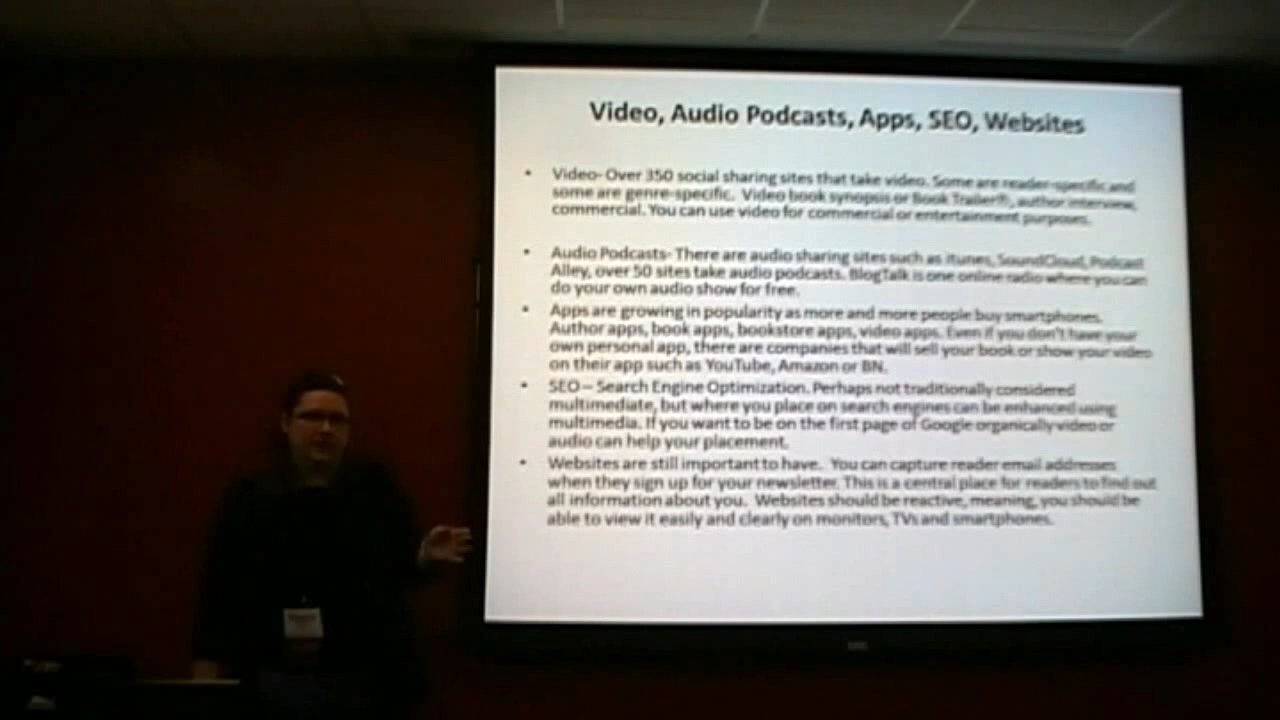 Video, Audio Podcasts, Apps, SEO, Websites
• Video- Over 350 social sharing sites that take video. Some are reader-specific and
some are genre-specific. Video book synopsis or Book Trailer®, author interview,
commercial. You can use video for commercial or entertainment purposes.
• Audio Podcasts- There are audio sharing sites such as itunes, SoundCloud, Podcast
Alley, over 50 sites take audio podcasts. BlogTalk is one online radio where you can
do your own audio show for free.
• Apps are growing in popularity as more and more people buy smartphones.
Author apps, book apps, bookstore apps, video apps. Even if you don't have your
own personal app, there are companies that will sell your book or show your video
on their app such as YouTube, Amazon or BN.
• SEO – Search Engine Optimization. Perhaps not traditionally considered
multimediate, but where you place on search engines can be enhanced using
multimedia. If you want to be on the first page of Google organically video or
audio can help your placement.
• Websites are still important to have. You can capture reader email addresses
when they sign up for your newsletter. This is a central place for readers to find out
all information about you. Websites should be reactive, meaning, you should be
able to view it easily and clearly on monitors, TVs and smartphones.